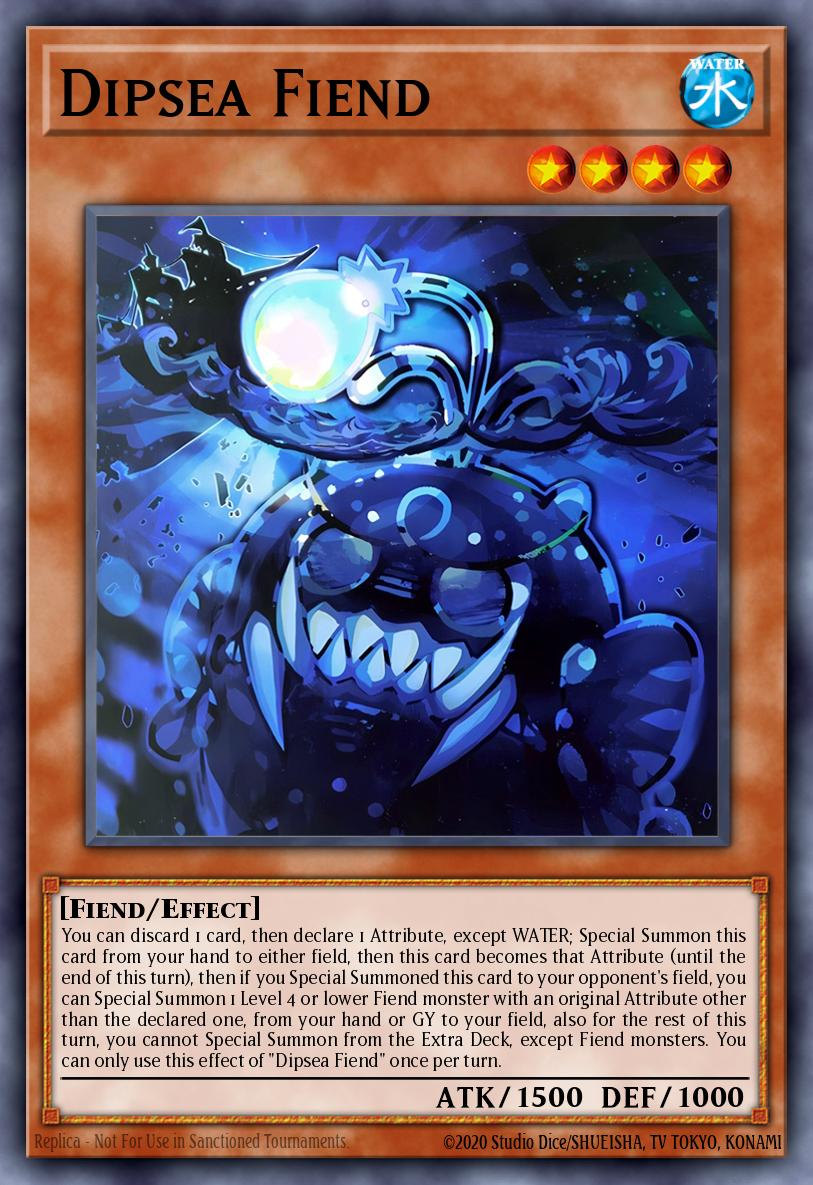 Dipsea Fiend
WATER
水
[Fiend/Effect]
You can discard 1 card, then declare 1 Attribute, except WATER; Special Summon this
card from your hand to either field, then this card becomes that Attribute (until the
end of this turn), then if you Special Summoned this card to your opponent's field, you
can Special Summon 1 Level 4 or lower Fiend monster with an original Attribute other
than the declared one, from your hand or GY to your field, also for the rest of this
turn, you cannot Special Summon from the Extra Deck, except Fiend monsters. You
can only use this effect of "Dipsea Fiend" once per turn.
ATK/1500 DEF/1000
Replica - Not For Use in Sanctioned Tournaments.
©2020 Studio Dice/SHUEISHA, TV TOKYO, KONAMI